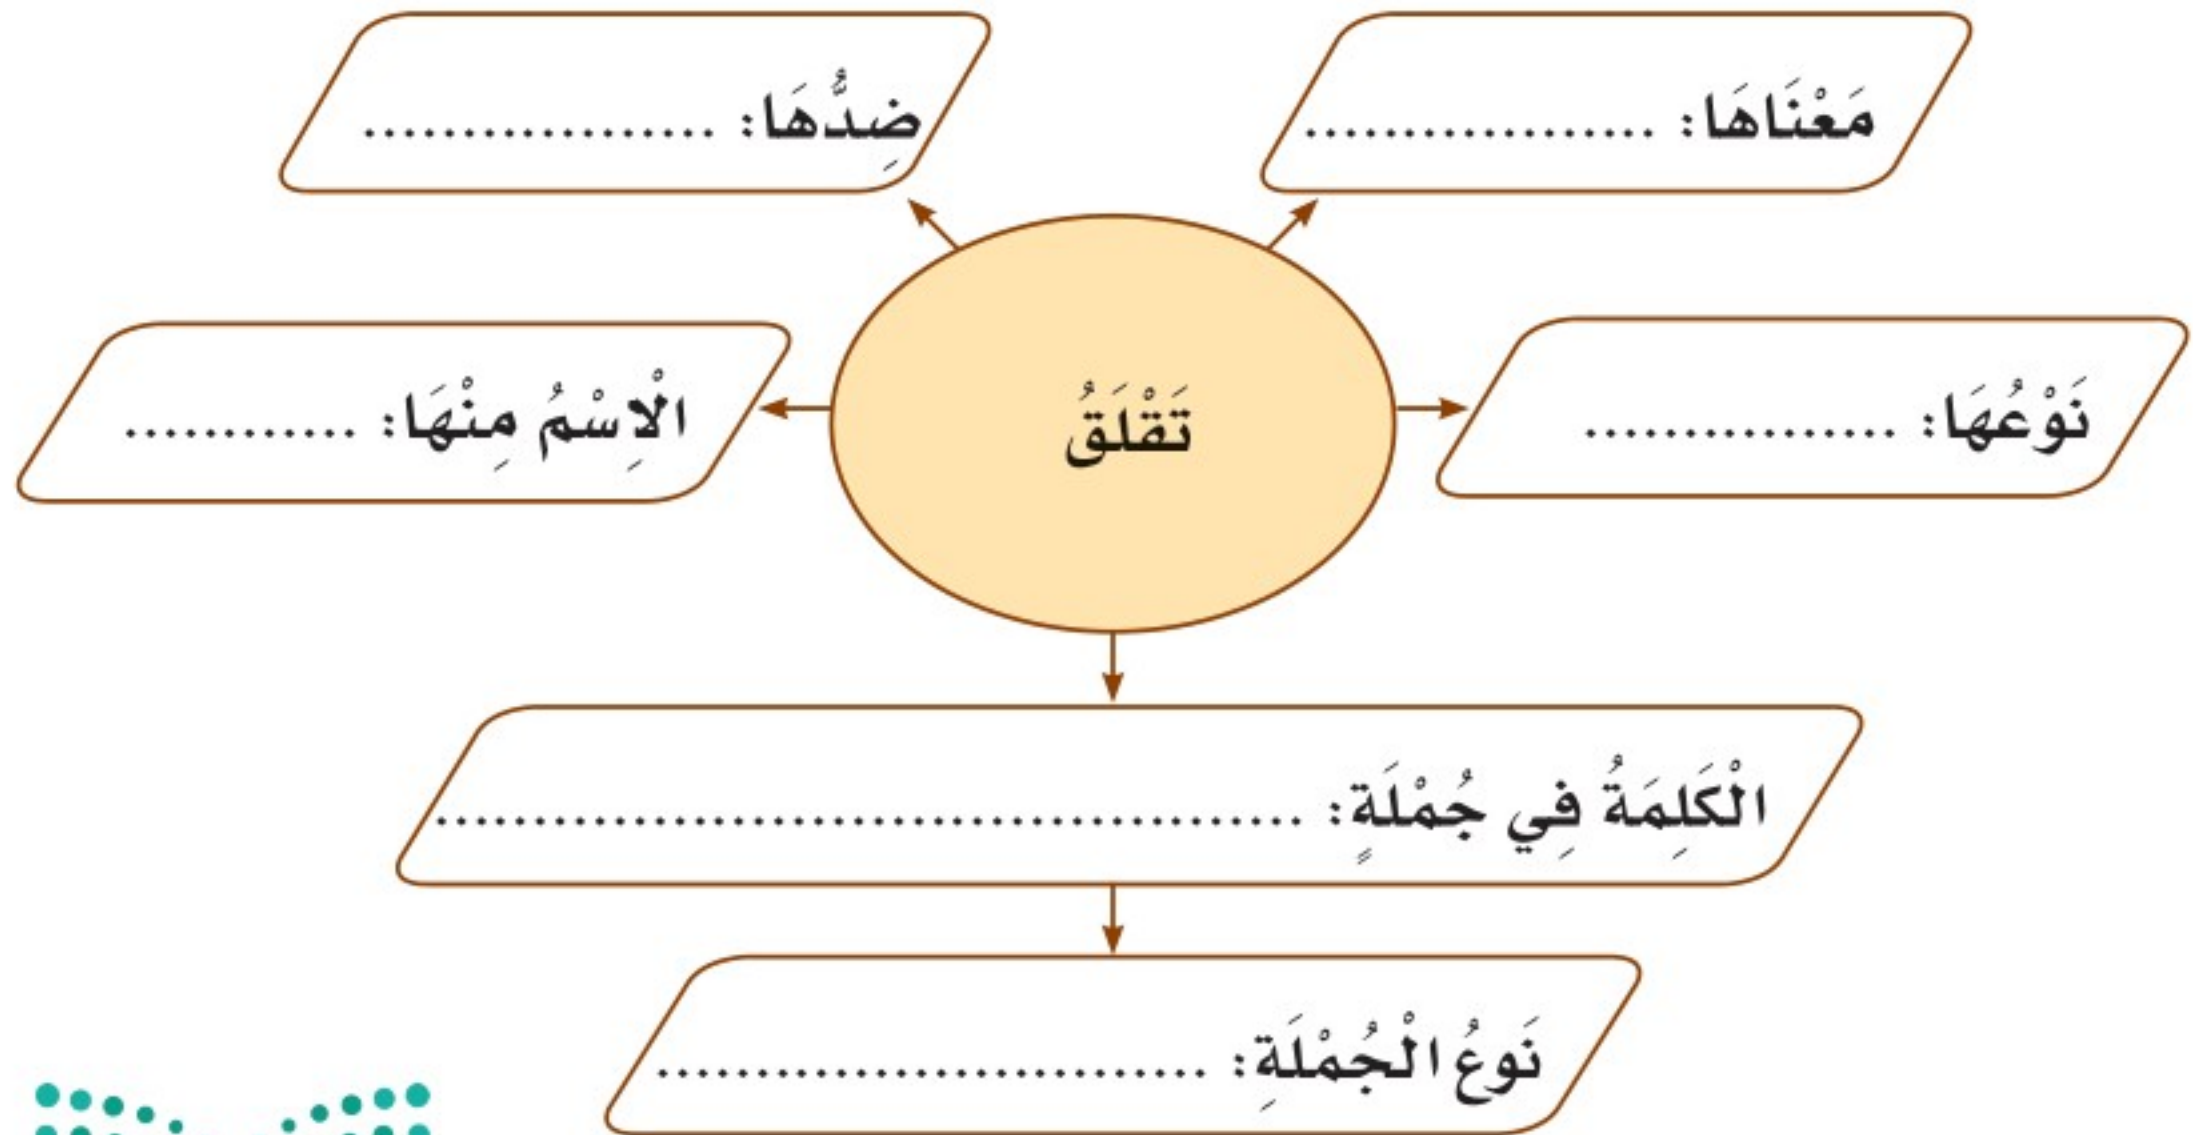 مَعْنَاهَا: ..................
ضِدُّهَا: ..................
نَوْعُهَا: ................
تَقْلَقُ
الْاِسْمُ مِنْهَا: ............
الْكَلِمَةُ فِي جُمْلَةٍ: .............................................
نَوعُ الْجُمْلَةِ: ............................